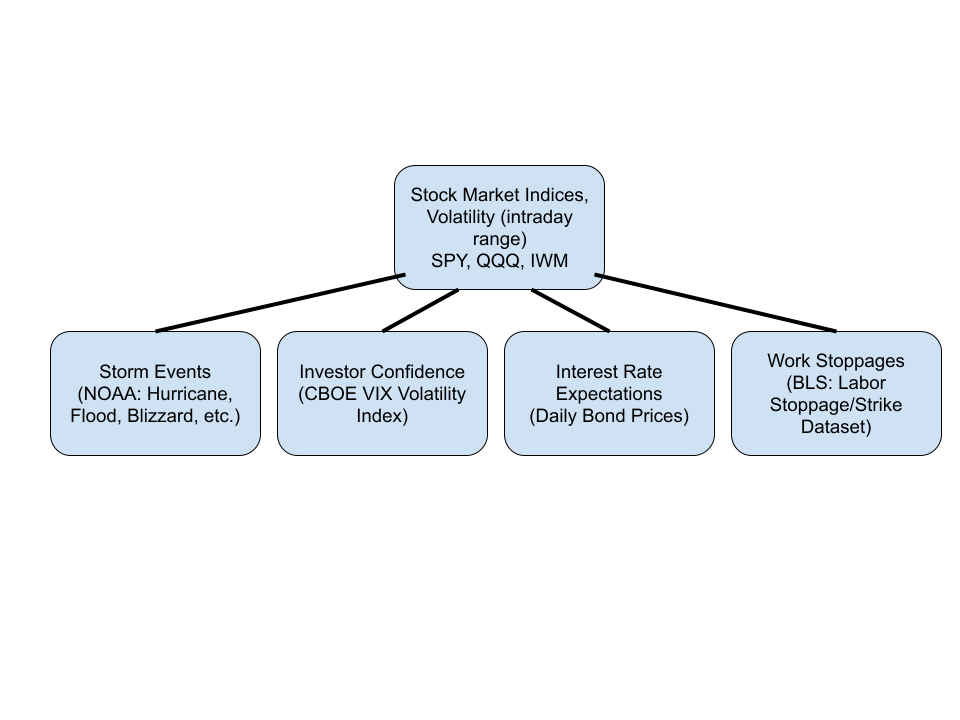 Stock Market Indices,
Volatility (intraday
range)
SPY, QQQ, IWM
Storm Events
(NOAA: Hurricane,
Flood, Blizzard, etc.)
Investor Confidence
(CBOE VIX Volatility
Index)
Interest Rate
Expectations
(Daily Bond Prices)
Work Stoppages
(BLS: Labor
Stoppage/Strike
Dataset)